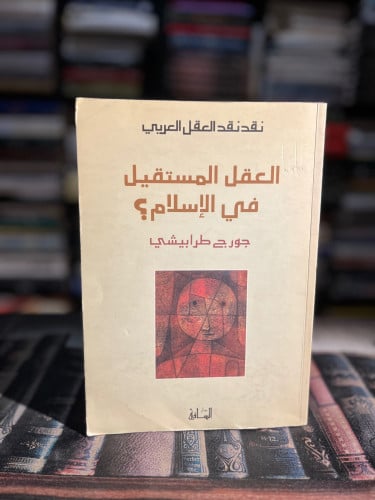 نقد نقد العقل العربي
العقل المستقيل
في الإسلام؟
جورج طرابيشي
الساقي